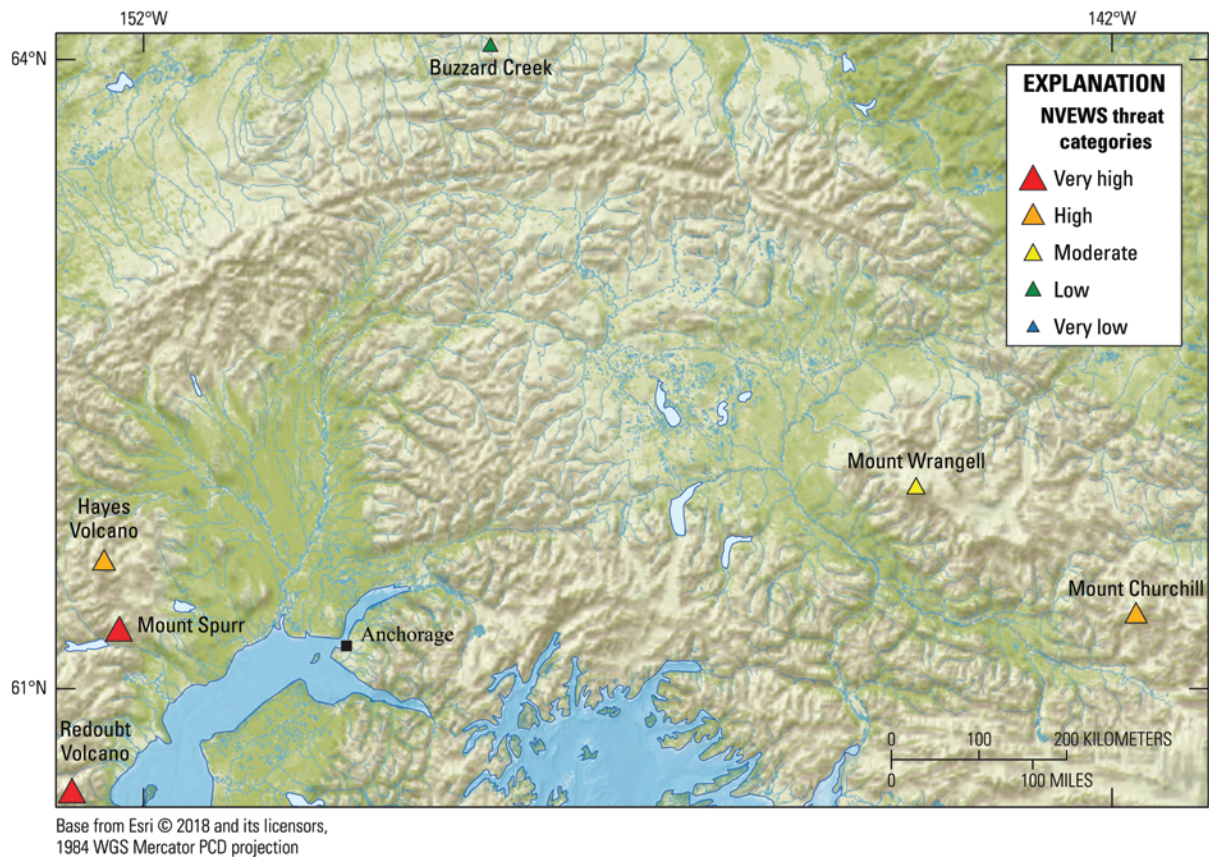 152°W
142°W
64°N
Buzzard Creek
EXPLANATION
NVEWS threat
categories
Very high
High
Moderate
Low
Very low
Mount Wrangell
Hayes
Volcano
Mount Churchill
Mount Spurr
Anchorage
61°N
Redoubt
Volcano
0 100 200 KILOMETERS
0 100 MILES
Base from Esri © 2018 and its licensors,
1984 WGS Mercator PCD projection